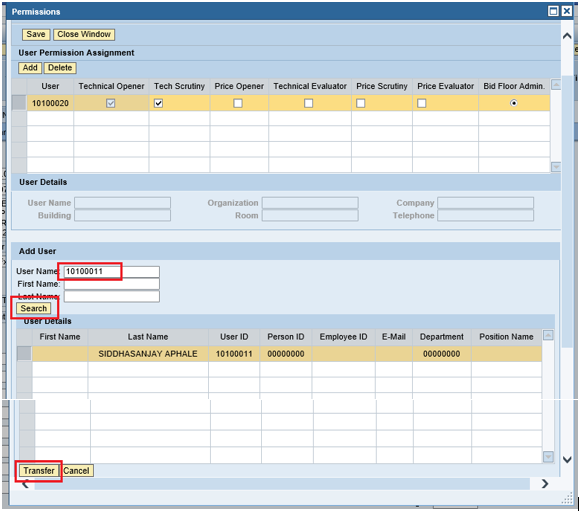 Permissions
Save Close Window
User Permission Assignment
Add Delete
User Technical Opener Tech Scrutiny Price Opener Technical Evaluator Price Scrutiny Price Evaluator Bid Floor Admin.
10100020
User Details
User Name Organization Company
Building Room Telephone
Add User
User Name: 10100011
First Name:
Last Name:
Search
User Details
First Name Last Name User ID Person ID Employee ID E-Mail Department Position Name
SIDDHASANJAY APHALE 10100011 00000000 00000000
Transfer Cancel